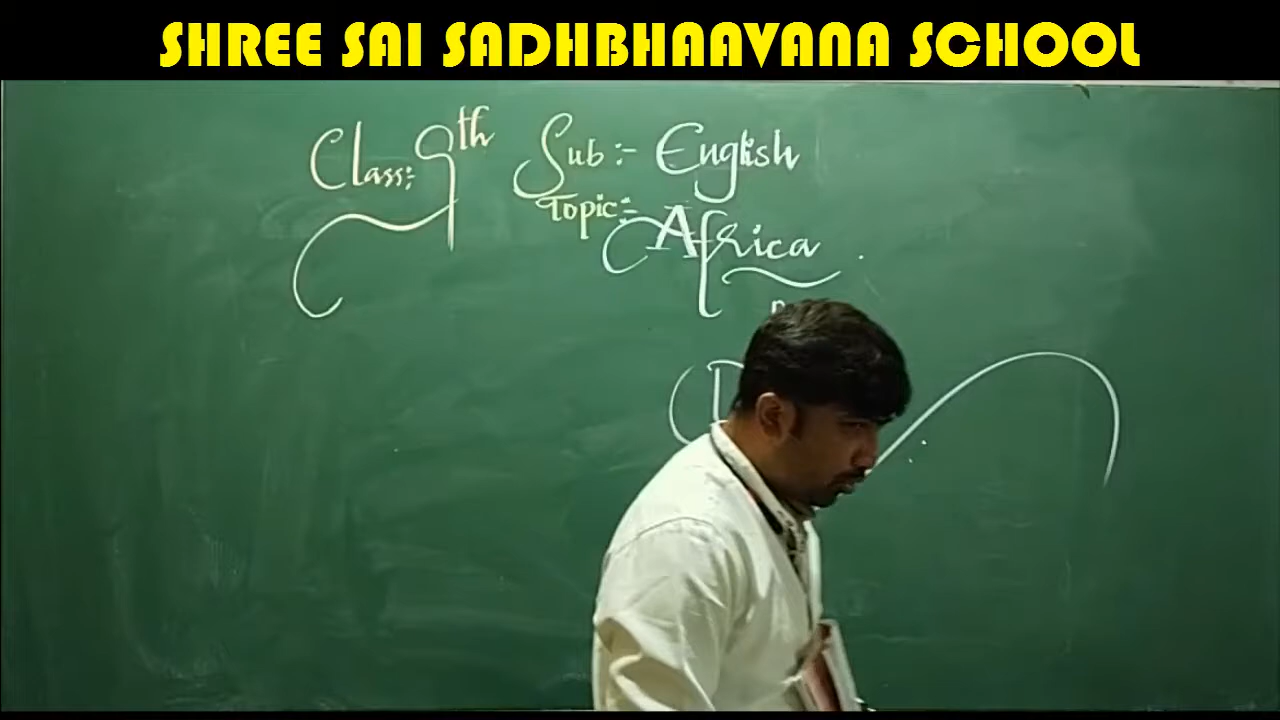 SHREE SAI SADHBHAAVANA SCHOOL
Class:- 9th Sub:- English
Topic:- Africa